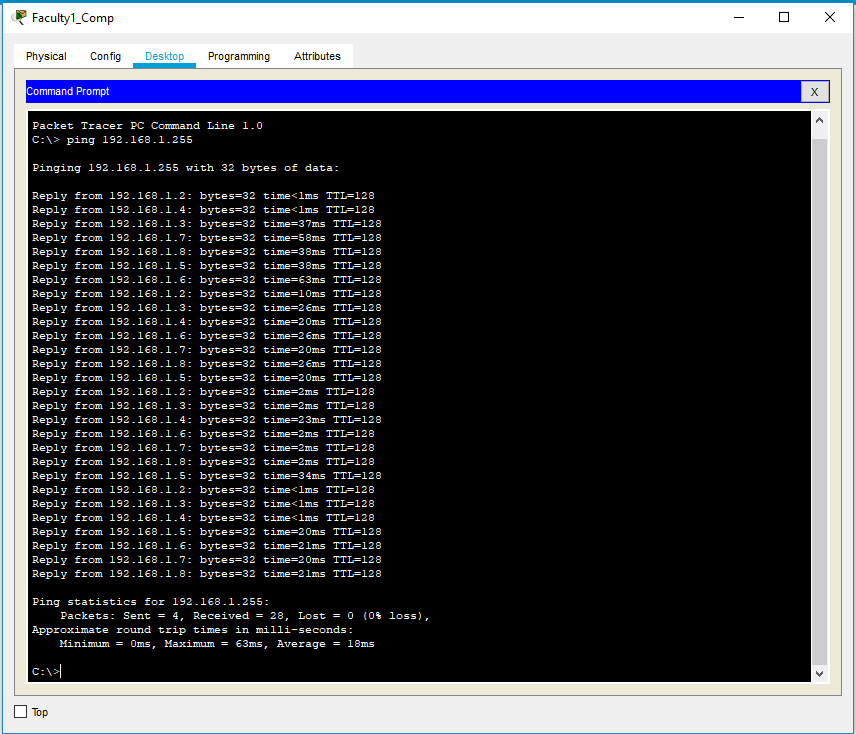 Faculty1_Comp
Physical Config Desktop Programming Attributes
Command Prompt X
Packet Tracer PC Command Line 1.0
C:\> ping 192.168.1.255
Pinging 192.168.1.255 with 32 bytes of data:
Reply from 192.168.1.2: bytes=32 time<1ms TTL=128
Reply from 192.168.1.4: bytes=32 time<1ms TTL=128
Reply from 192.168.1.3: bytes=32 time=37ms TTL=128
Reply from 192.168.1.7: bytes=32 time=58ms TTL=128
Reply from 192.168.1.8: bytes=32 time=38ms TTL=128
Reply from 192.168.1.5: bytes=32 time=38ms TTL=128
Reply from 192.168.1.6: bytes=32 time=63ms TTL=128
Reply from 192.168.1.2: bytes=32 time=10ms TTL=128
Reply from 192.168.1.3: bytes=32 time=26ms TTL=128
Reply from 192.168.1.4: bytes=32 time=20ms TTL=128
Reply from 192.168.1.6: bytes=32 time=26ms TTL=128
Reply from 192.168.1.7: bytes=32 time=20ms TTL=128
Reply from 192.168.1.8: bytes=32 time=26ms TTL=128
Reply from 192.168.1.5: bytes=32 time=20ms TTL=128
Reply from 192.168.1.2: bytes=32 time=2ms TTL=128
Reply from 192.168.1.3: bytes=32 time=2ms TTL=128
Reply from 192.168.1.4: bytes=32 time=23ms TTL=128
Reply from 192.168.1.6: bytes=32 time=2ms TTL=128
Reply from 192.168.1.7: bytes=32 time=2ms TTL=128
Reply from 192.168.1.8: bytes=32 time=2ms TTL=128
Reply from 192.168.1.5: bytes=32 time=34ms TTL=128
Reply from 192.168.1.2: bytes=32 time<1ms TTL=128
Reply from 192.168.1.3: bytes=32 time<1ms TTL=128
Reply from 192.168.1.4: bytes=32 time<1ms TTL=128
Reply from 192.168.1.5: bytes=32 time=20ms TTL=128
Reply from 192.168.1.6: bytes=32 time=21ms TTL=128
Reply from 192.168.1.7: bytes=32 time=20ms TTL=128
Reply from 192.168.1.8: bytes=32 time=21ms TTL=128
Ping statistics for 192.168.1.255:
Packets: Sent = 4, Received = 28, Lost = 0 (0% loss),
Approximate round trip times in milli-seconds:
Minimum = 0ms, Maximum = 63ms, Average = 18ms
C:\>
Top